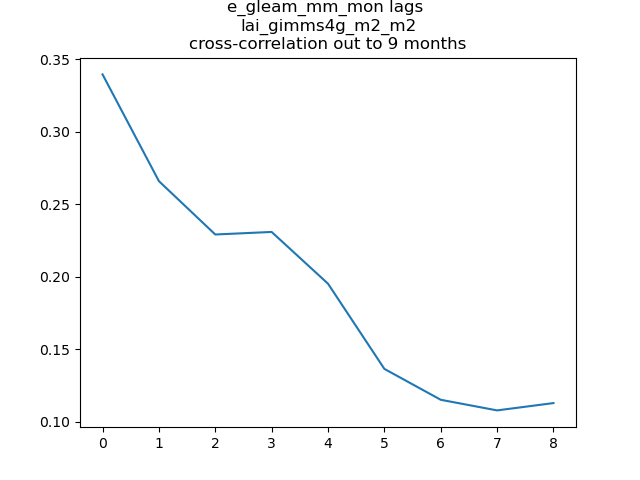 e_gleam_mm_mon lags
lai_gimms4g_m2_m2
cross-correlation out to 9 months
0.35
0.30
0.25
0.20
0.15
0.10
0 1 2 3 4 5 6 7 8